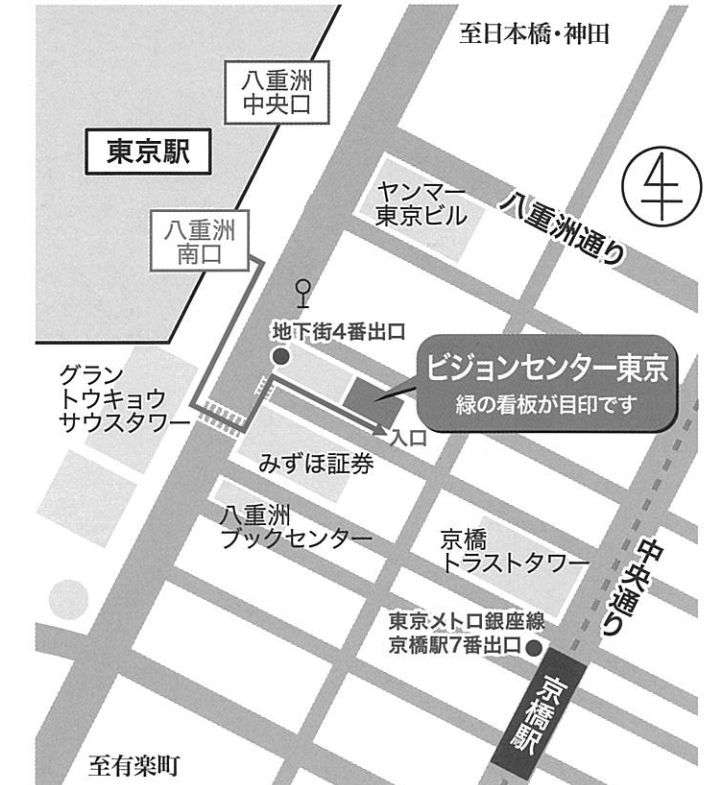 至日本橋・神田
八重洲
中央口
東京駅
ヤンマー
東京ビル
八重洲通り
八重洲
南口
地下街4番出口
ビジョンセンター東京
緑の看板が目印です
グラン
トウキョウ
サウスタワー
入口
みずほ証券
八重洲
ブックセンター
京橋
トラストタワー
中央通り
東京メトロ銀座線
京橋駅7番出口
京橋駅
至有楽町